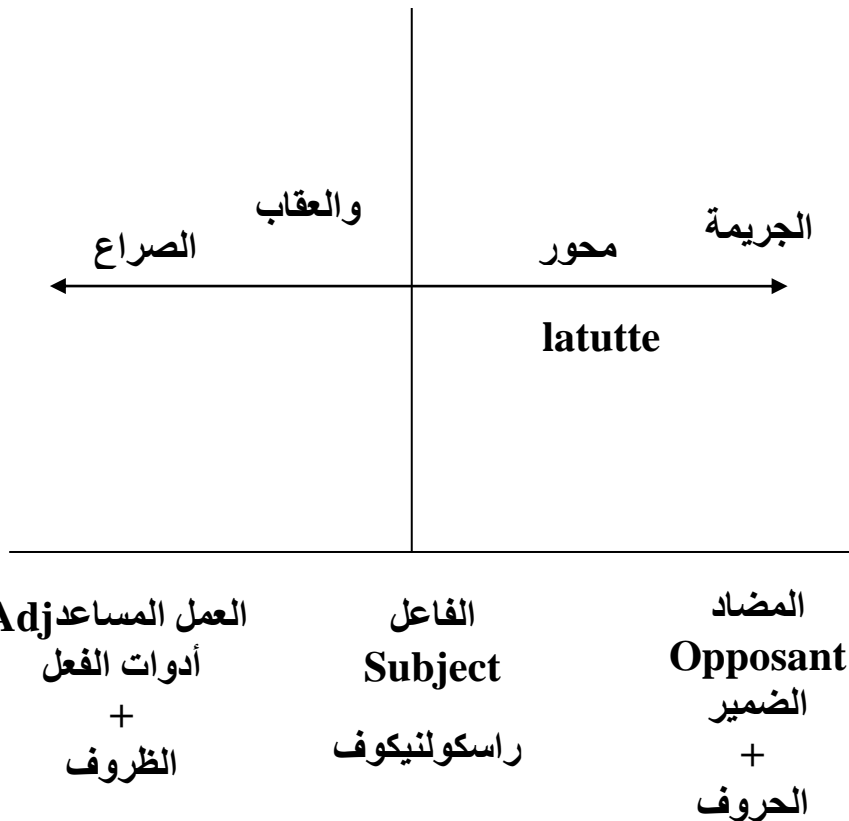 الجريمة
والعقاب
محور
الصراع
latutte
المضاد
Opposant
الضمير
+
الحروف
الفاعل
Subject
راسكولنيكوف
العمل المساعدAdj
أدوات الفعل
+
الظروف